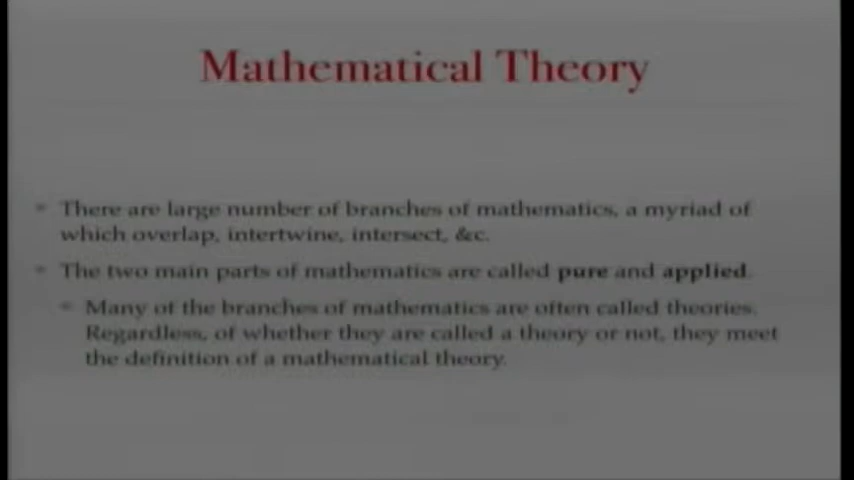 Mathematical Theory
There are large number of branches of mathematics, a myriad of
which overlap, intertwine, intersect, &c.
The two main parts of mathematics are called pure and applied.
Many of the branches of mathematics are often called theories.
Regardless, of whether they are called a theory or not, they meet
the definition of a mathematical theory.